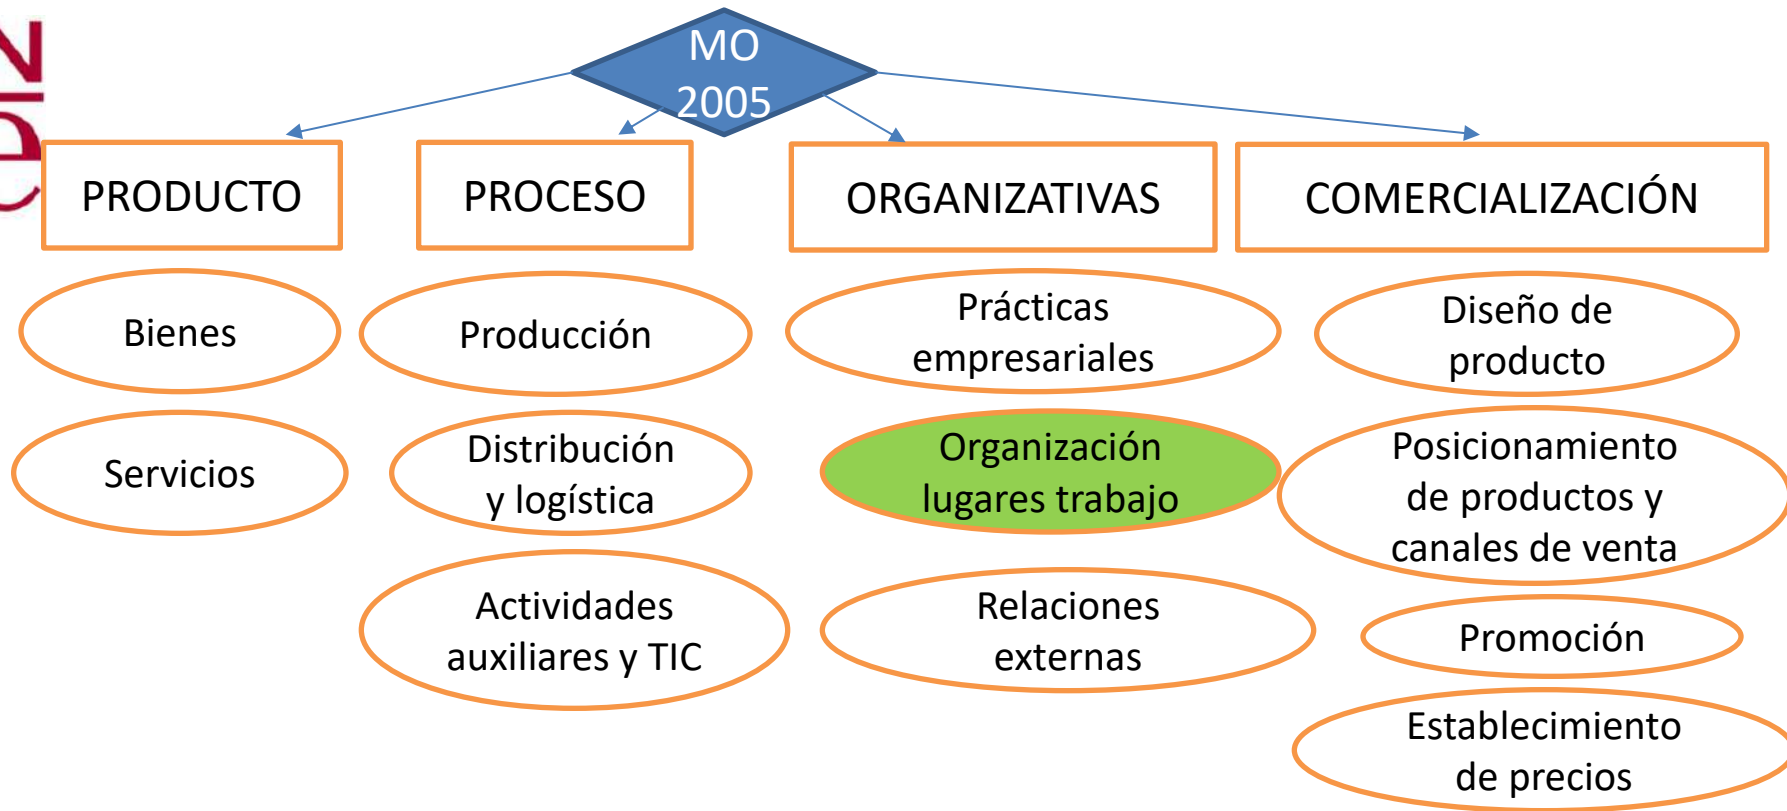 MO
2005
PRODUCTO
PROCESO
ORGANIZATIVAS
COMERCIALIZACIÓN
Bienes
Servicios
Producción
Distribución
y logística
Actividades
auxiliares y TIC
Prácticas
empresariales
Organización
lugares trabajo
Relaciones
externas
Diseño de
producto
Posicionamiento
de productos y
canales de venta
Promoción
Establecimiento
de precios